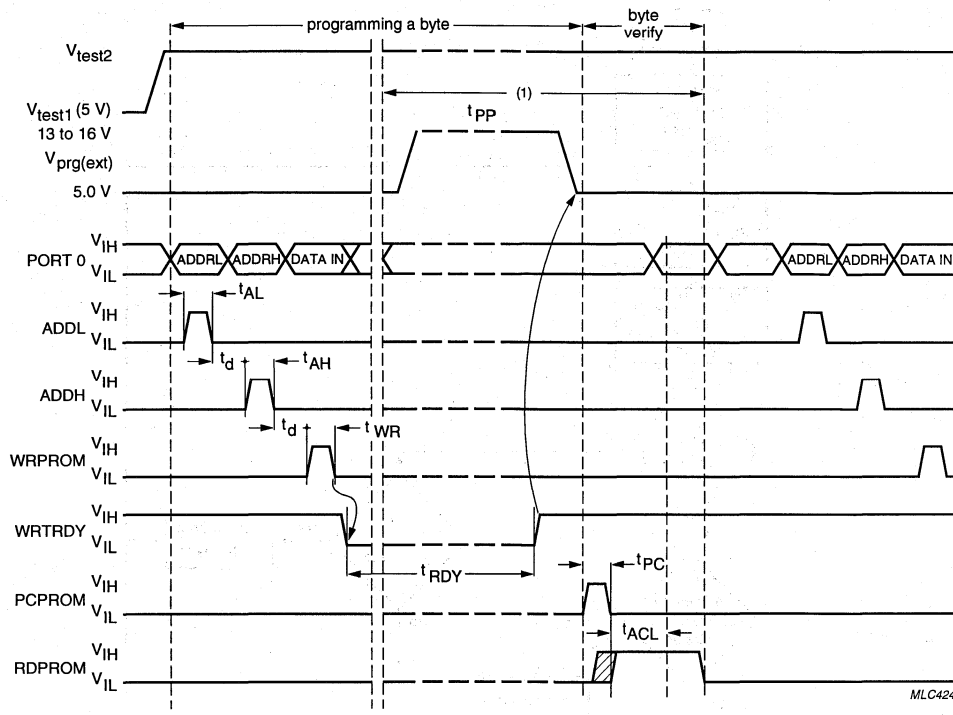 programming a byte
byte
verify
Vtest2
(1)
Vtest1 (5 V)
13 to 16 V
tPP
Vprg(ext)
5.0 V
PORT 0
VIH
VIL
ADDRL
ADDRH
DATA IN
ADDRL
ADDRH
DATA IN
tAL
ADDL
VIH
VIL
td
tAH
ADDH
VIH
VIL
td
tWR
WRPROM
VIH
VIL
WRTRDY
VIH
VIL
tRDY
tPC
PCPROM
VIH
VIL
tACL
RDPROM
VIH
VIL
MLC424